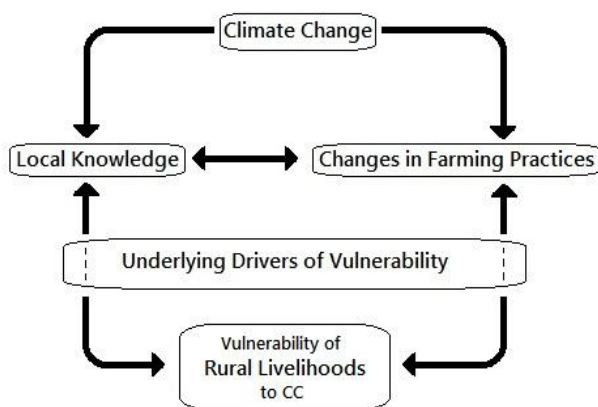 Climate Change
Local Knowledge
Changes in Farming Practices
Underlying Drivers of Vulnerability
Vulnerability of
Rural Livelihoods
to CC